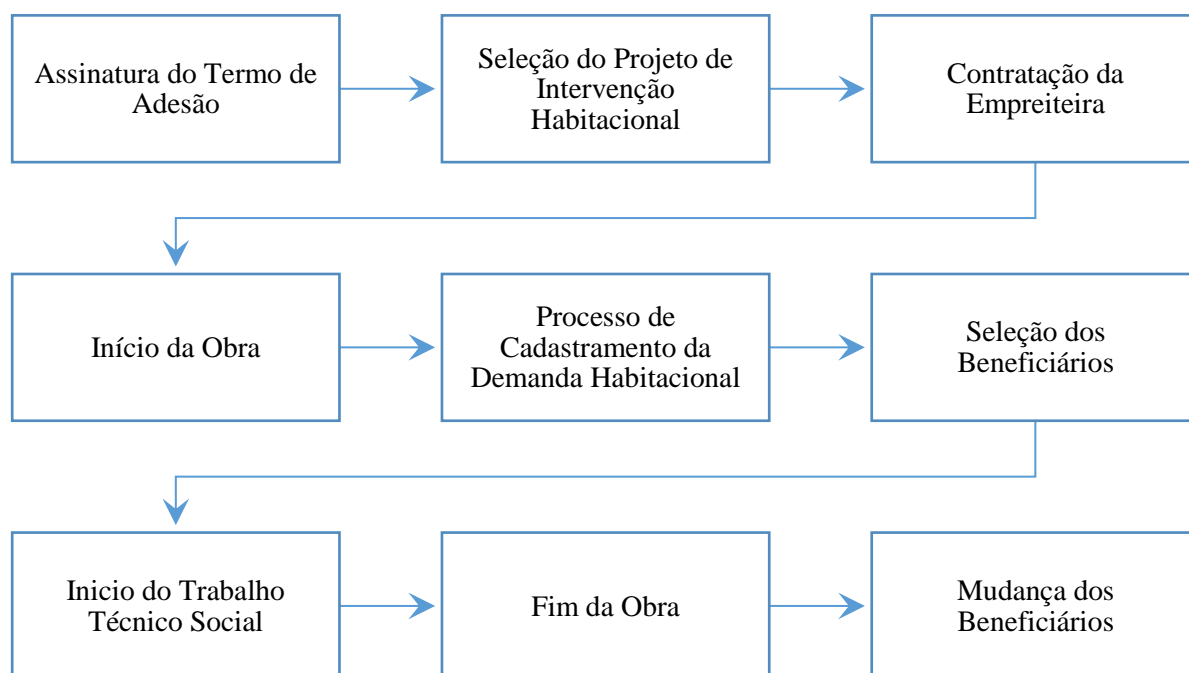 Assinatura do Termo de
Adesão
Seleção do Projeto de
Intervenção
Habitacional
Contratação da
Empreiteira
Início da Obra
Processo de
Cadastramento da
Demanda Habitacional
Seleção dos
Beneficiários
Inicio do Trabalho
Técnico Social
Fim da Obra
Mudança dos
Beneficiários